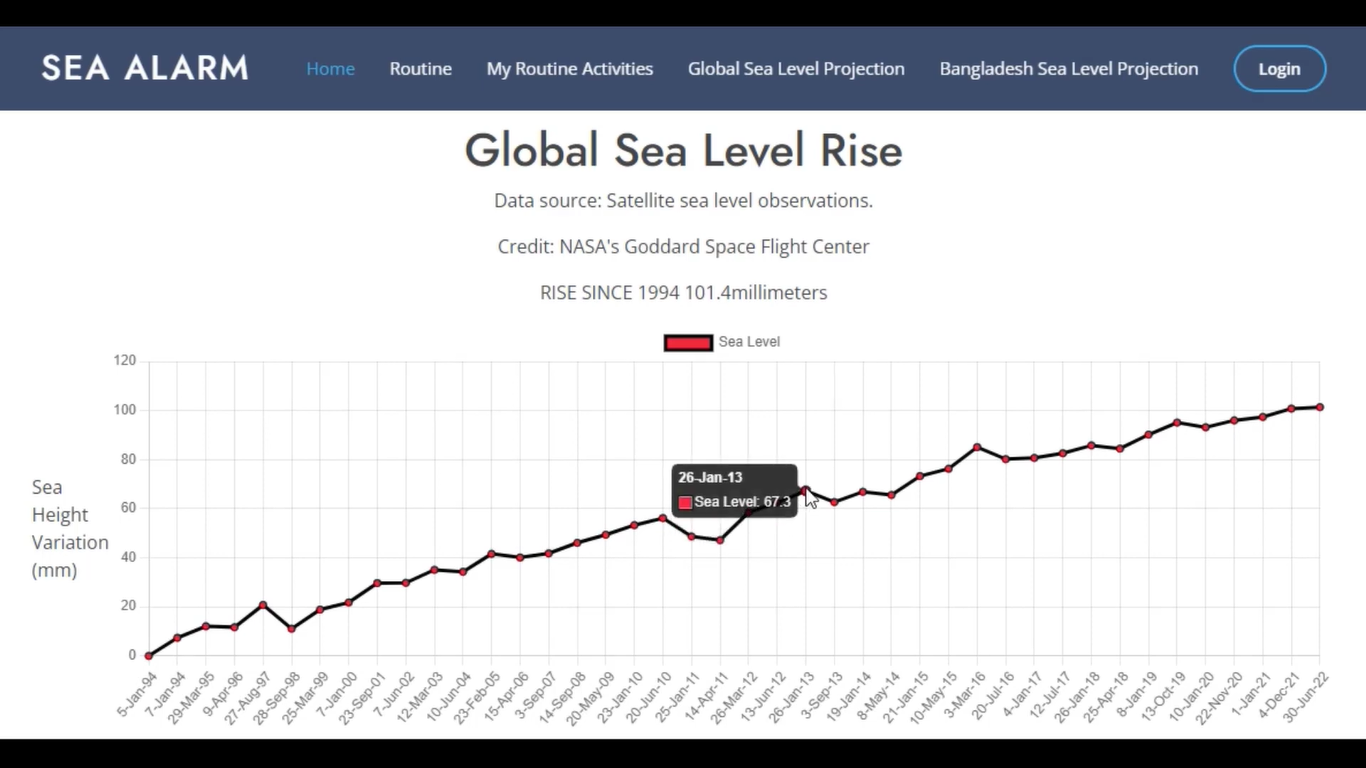 SEA ALARM
Home
Routine
My Routine Activities
Global Sea Level Projection
Bangladesh Sea Level Projection
Login
Global Sea Level Rise
Data source: Satellite sea level observations.
Credit: NASA's Goddard Space Flight Center
RISE SINCE 1994 101.4millimeters
Sea Level
120
100
80
60
40
20
0
Sea
Height
Variation
(mm)
26-Jan-13
Sea Level: 67.3
5-Jan-94
7-Jan-94
29-Mar-95
9-Apr-96
27-Aug-97
28-Sep-98
25-Mar-99
7-Jan-00
23-Sep-01
7-Jun-02
12-Mar-03
10-Jun-04
23-Feb-05
15-Apr-06
3-Sep-07
14-Sep-08
20-May-09
23-Jan-10
20-Jun-10
25-Jan-11
14-Apr-11
26-Mar-12
13-Jun-12
26-Jan-13
3-Sep-13
19-Jan-14
8-May-14
21-Jan-15
10-May-15
3-Mar-16
20-Jul-16
4-Jan-17
12-Jul-17
26-Jan-18
25-Apr-18
8-Jan-19
13-Oct-19
10-Jan-20
22-Nov-20
1-Jan-21
4-Dec-21
30-Jun-22